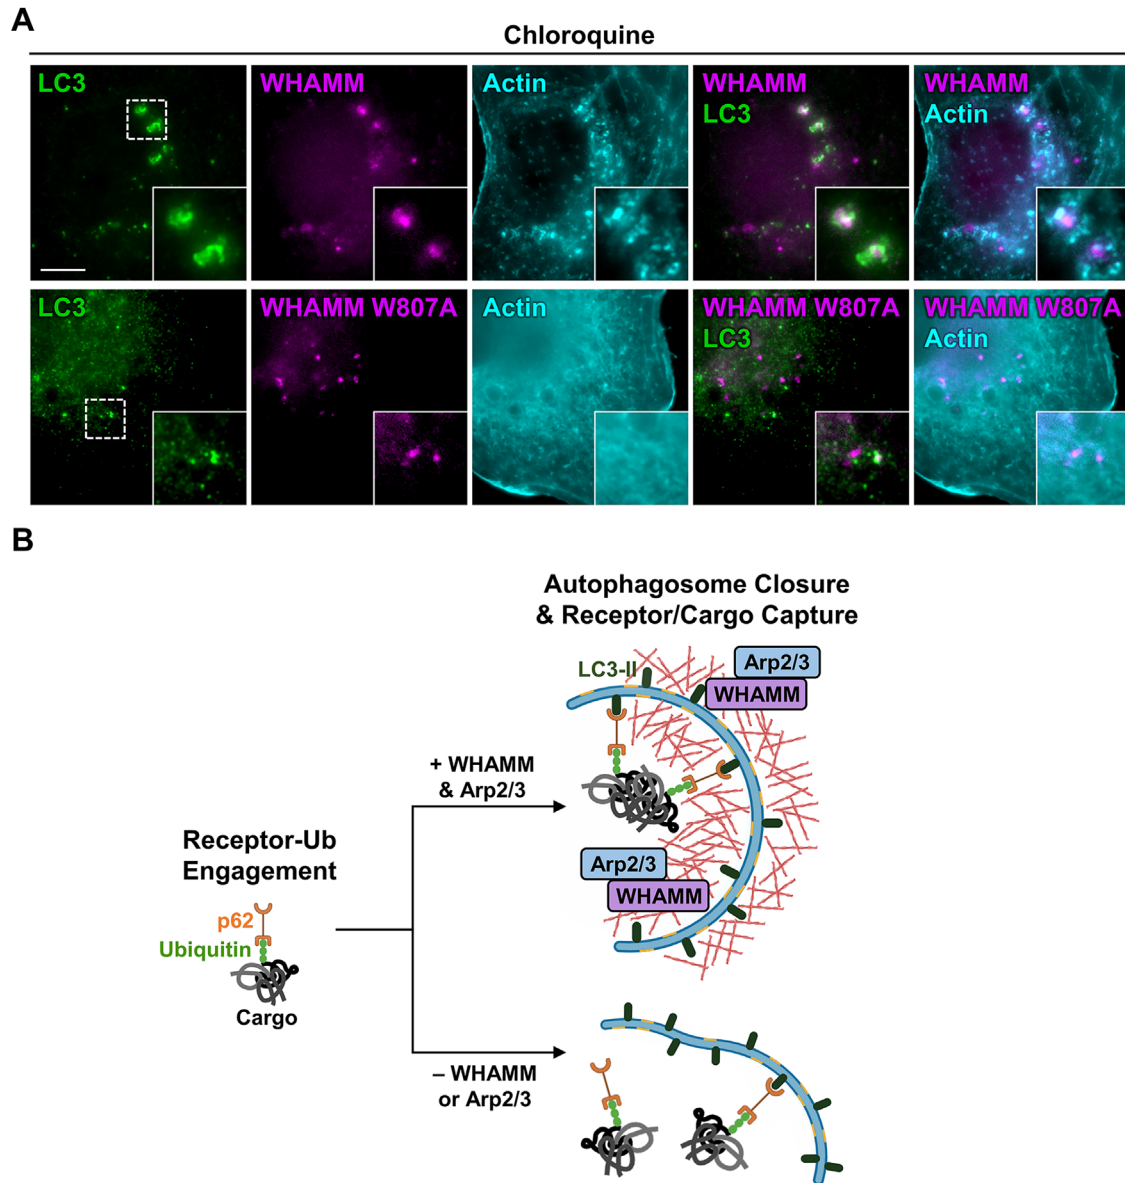 A
Chloroquine
LC3
WHAMM
Actin
WHAMM
LC3
WHAMM
Actin
LC3
WHAMM W807A
Actin
WHAMM W807A
LC3
WHAMM W807A
Actin
B
Autophagosome Closure
& Receptor/Cargo Capture
LC3-II
Arp2/3
WHAMM
+ WHAMM
& Arp2/3
Receptor-Ub
Engagement
p62
Ubiquitin
Cargo
Arp2/3
WHAMM
– WHAMM
or Arp2/3